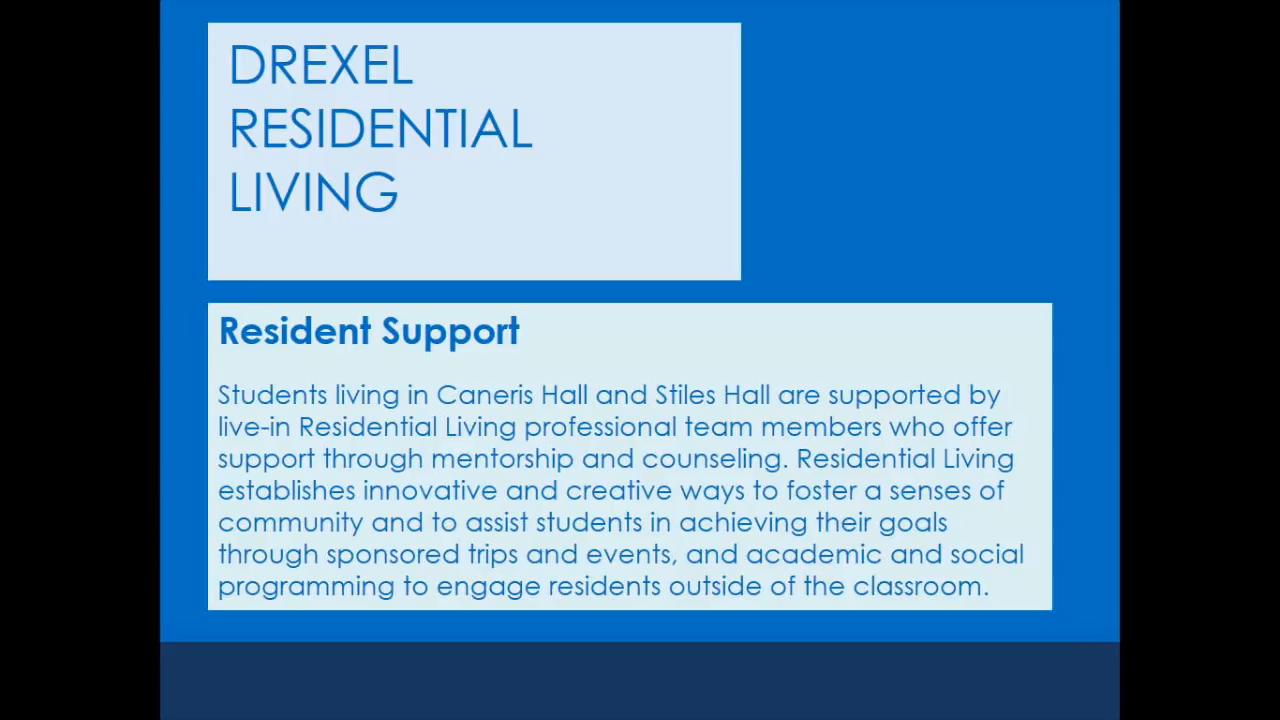 DREXEL
RESIDENTIAL
LIVING
Resident Support
Students living in Caneris Hall and Stiles Hall are supported by
live-in Residential Living professional team members who offer
support through mentorship and counseling. Residential Living
establishes innovative and creative ways to foster a senses of
community and to assist students in achieving their goals
through sponsored trips and events, and academic and social
programming to engage residents outside of the classroom.